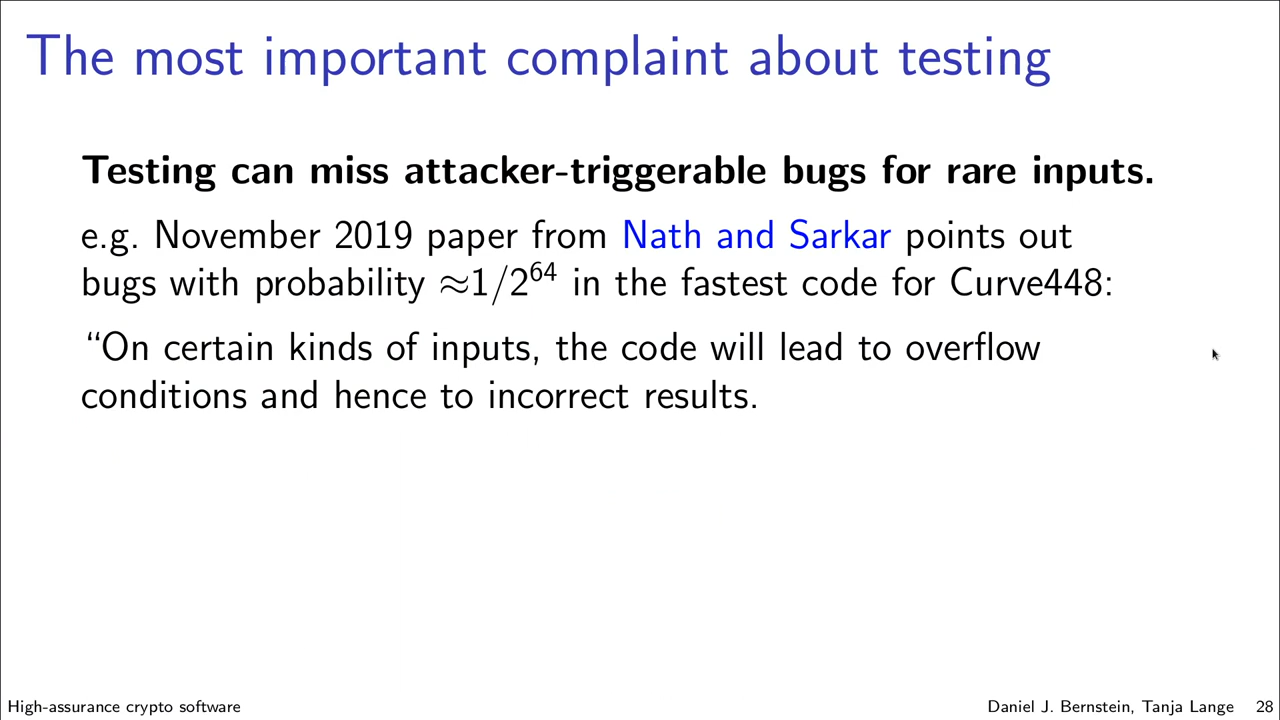 The most important complaint about testing
Testing can miss attacker-triggerable bugs for rare inputs.
e.g. November 2019 paper from Nath and Sarkar points out
bugs with probability ≈1/2⁶⁴ in the fastest code for Curve448:
“On certain kinds of inputs, the code will lead to overflow
conditions and hence to incorrect results.
High-assurance crypto software
Daniel J. Bernstein, Tanja Lange 28